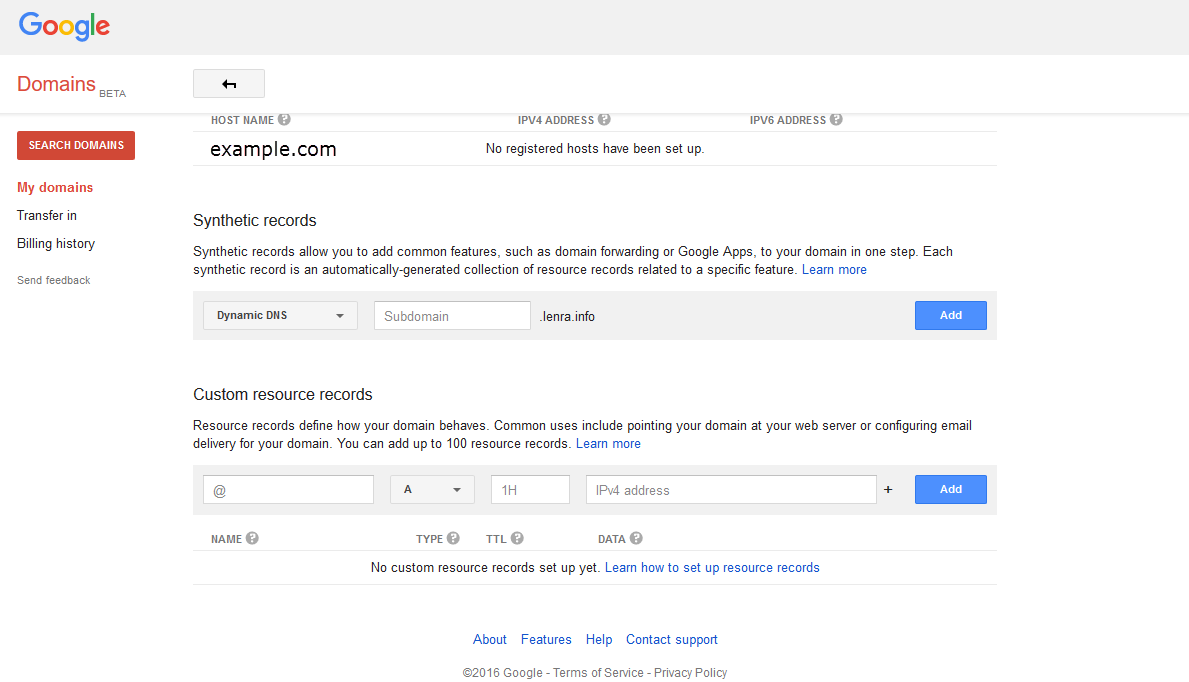 Google
Domains BETA
HOST NAME ? IPV4 ADDRESS ? IPV6 ADDRESS ?
SEARCH DOMAINS
example.com No registered hosts have been set up.
My domains
Transfer in
Billing history
Send feedback
Synthetic records
Synthetic records allow you to add common features, such as domain forwarding or Google Apps, to your domain in one step. Each
synthetic record is an automatically-generated collection of resource records related to a specific feature. Learn more
Dynamic DNS Subdomain .lenra.info Add
Custom resource records
Resource records define how your domain behaves. Common uses include pointing your domain at your web server or configuring email
delivery for your domain. You can add up to 100 resource records. Learn more
@ A 1H IPv4 address + Add
NAME ? TYPE ? TTL ? DATA ?
No custom resource records set up yet. Learn how to set up resource records
About Features Help Contact support
©2016 Google - Terms of Service - Privacy Policy